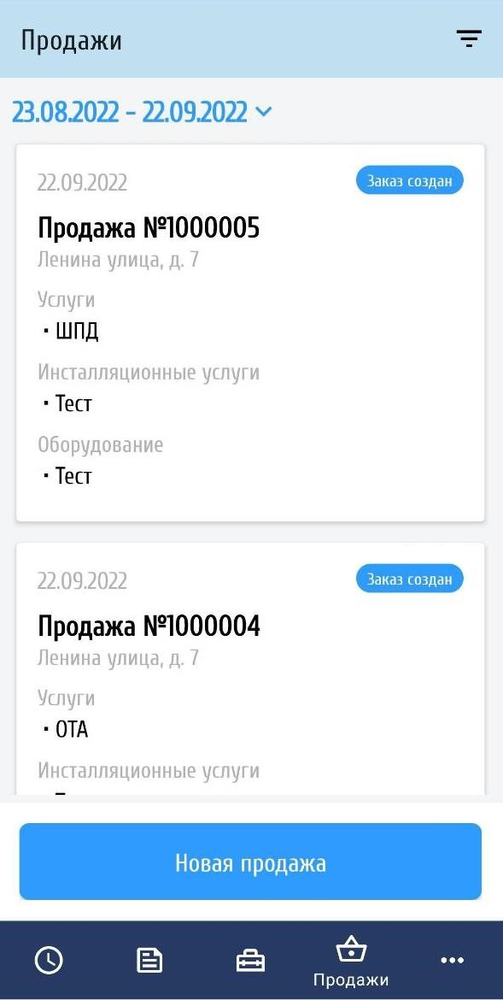 Продажи
23.08.2022 – 22.09.2022
22.09.2022
Заказ создан
Продажа №1000005
Ленина улица, д. 7
Услуги
· ШПД
Инсталляционные услуги
· Тест
Оборудование
· Тест
22.09.2022
Заказ создан
Продажа №1000004
Ленина улица, д. 7
Услуги
· ОТА
Инсталляционные услуги
Новая продажа
Продажи